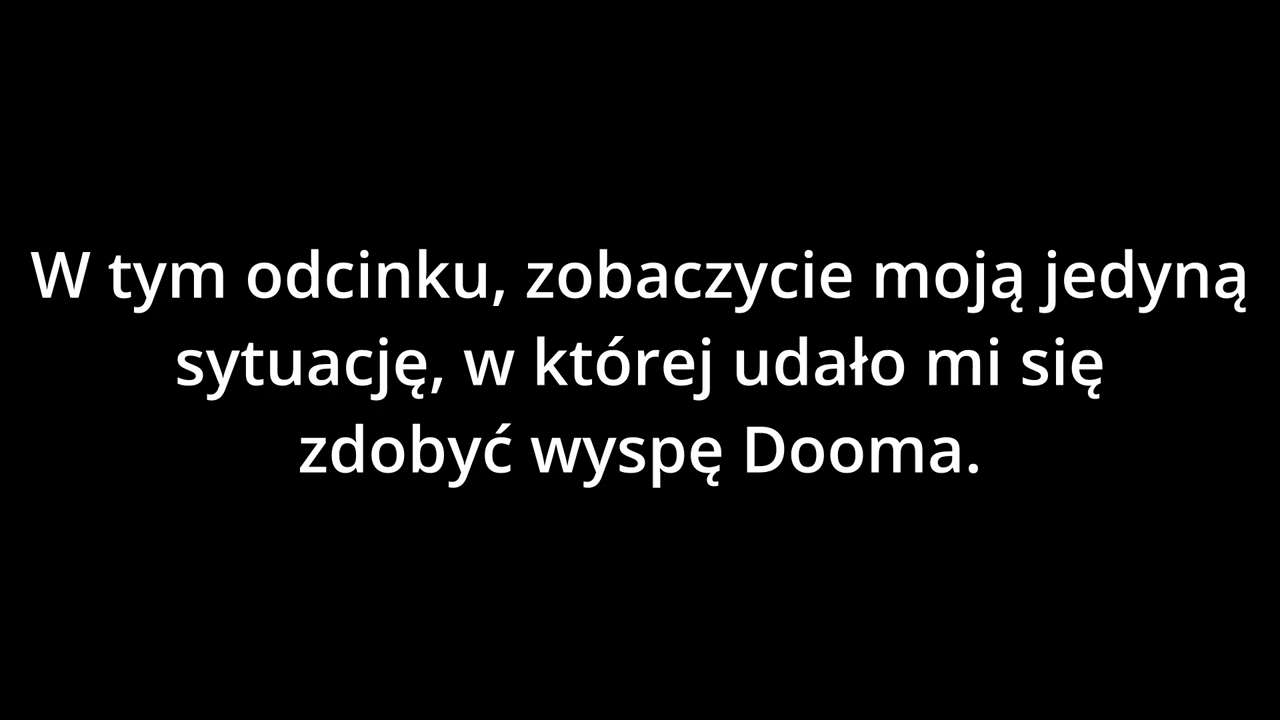 W tym odcinku, zobaczycie moją jedyną
sytuację, w której udało mi się
zdobyć wyspę Dooma.